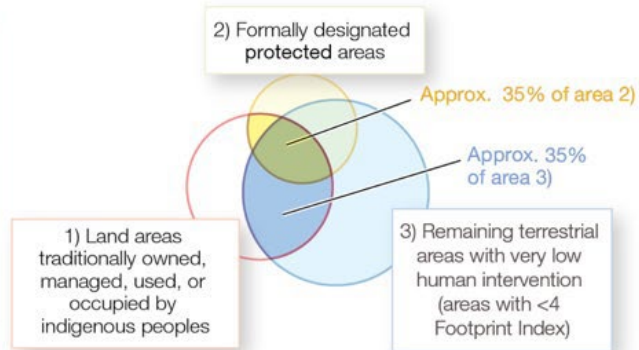 2) Formally designated
protected areas
Approx. 35% of area 2)
Approx. 35%
of area 3)
1) Land areas
traditionally owned,
managed, used, or
occupied by
indigenous peoples
3) Remaining terrestrial
areas with very low
human intervention
(areas with <4
Footprint Index)